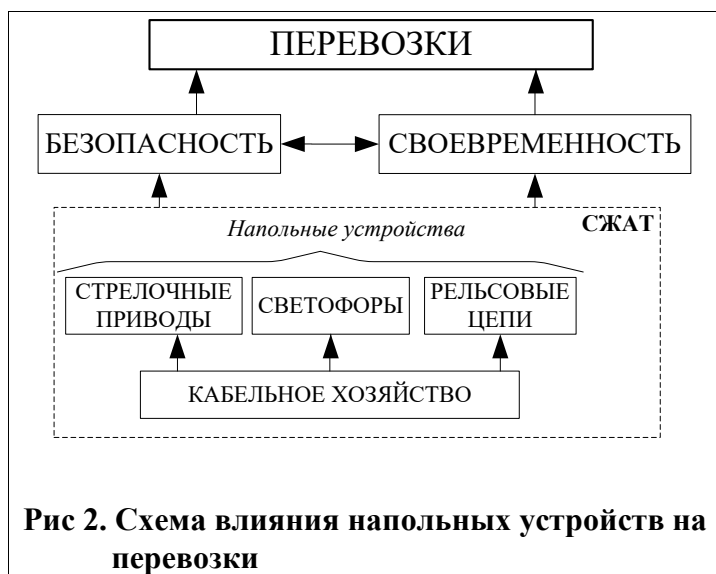 ПЕРЕВОЗКИ
БЕЗОПАСНОСТЬ
СВОЕВРЕМЕННОСТЬ
СЖАТ
Напольные устройства
СТРЕЛОЧНЫЕ
ПРИВОДЫ
СВЕТОФОРЫ
РЕЛЬСОВЫЕ
ЦЕПИ
КАБЕЛЬНОЕ ХОЗЯЙСТВО
Рис 2. Схема влияния напольных устройств на
перевозки